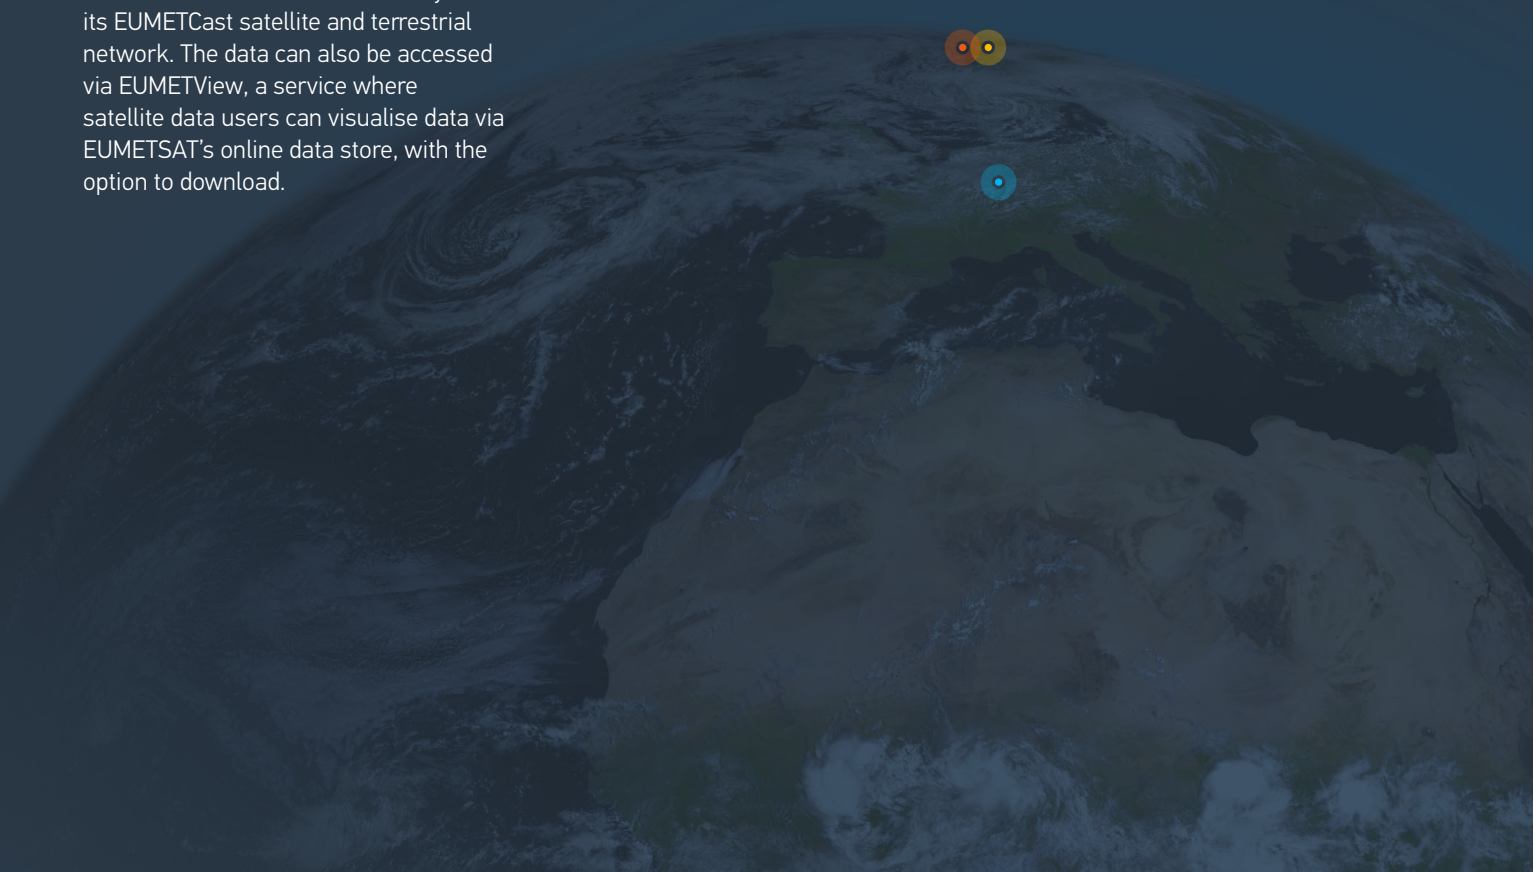 its EUMETCast satellite and terrestrial
network. The data can also be accessed
via EUMETView, a service where
satellite data users can visualise data via
EUMETSAT’s online data store, with the
option to download.